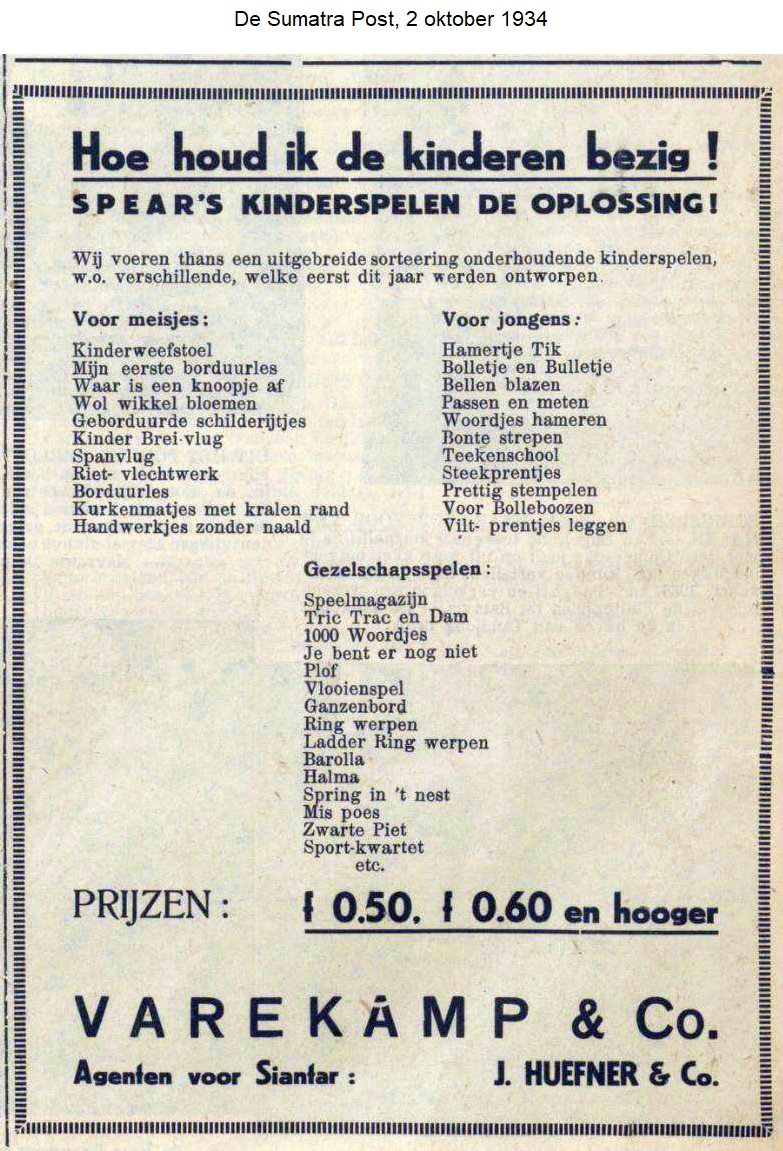 De Sumatra Post, 2 oktober 1934
Hoe houd ik de kinderen bezig !
SPEAR'S KINDERSPELEN DE OPLOSSING!
Wij voeren thans een uitgebreide sorteering onderhoudende kinderspelen,
w.o. verschillende, welke eerst dit jaar werden ontworpen.
Voor meisjes:
Kinderweefstoel
Mijn eerste borduurles
Waar is een knoopje af
Wol wikkel bloemen
Geborduurde schilderijtjes
Kinder Brei-vlug
Spanvlug
Riet- vlechtwerk
Borduurles
Kurkenmatjes met kralen rand
Handwerkjes zonder naald
Voor jongens:
Hamertje Tik
Bolletje en Bulletje
Bellen blazen
Passen en meten
Woordjes hameren
Bonte strepen
Teekenschool
Steekprentjes
Prettig stempelen
Voor Bolleboozen
Vilt- prentjes leggen
Gezelschapsspelen:
Speelmagazijn
Tric Trac en Dam
1000 Woordjes
Je bent er nog niet
Plof
Vlooienspel
Ganzenbord
Ring werpen
Ladder Ring werpen
Barolla
Halma
Spring in 't nest
Mis poes
Zwarte Piet
Sport-kwartet
etc.
PRIJZEN: f 0.50. f 0.60 en hooger
VAREKAMP & Co.
Agenten voor Siantar: J. HUEFNER & Co.